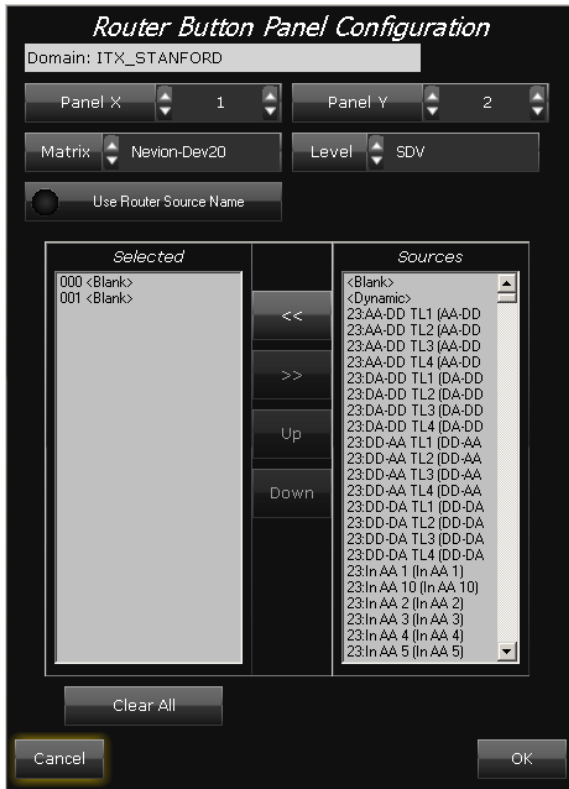 Router Button Panel Configuration
Domain: ITX_STANFORD
Panel X 1 Panel Y 2
Matrix Nevion-Dev20 Level SDV
Use Router Source Name
Selected
000 <Blank>
001 <Blank>
<<
>>
Up
Down
Sources
<Blank>
<Dynamic>
23:AA-DD TL1 (AA-DD
23:AA-DD TL2 (AA-DD
23:AA-DD TL3 (AA-DD
23:AA-DD TL4 (AA-DD
23:DA-DD TL1 (DA-DD
23:DA-DD TL2 (DA-DD
23:DA-DD TL3 (DA-DD
23:DA-DD TL4 (DA-DD
23:DD-AA TL1 (DD-AA
23:DD-AA TL2 (DD-AA
23:DD-AA TL3 (DD-AA
23:DD-AA TL4 (DD-AA
23:DD-DA TL1 (DD-DA
23:DD-DA TL2 (DD-DA
23:DD-DA TL3 (DD-DA
23:DD-DA TL4 (DD-DA
23:In AA 1 (In AA 1)
23:In AA 10 (In AA 10)
23:In AA 2 (In AA 2)
23:In AA 3 (In AA 3)
23:In AA 4 (In AA 4)
23:In AA 5 (In AA 5)
Clear All
Cancel OK